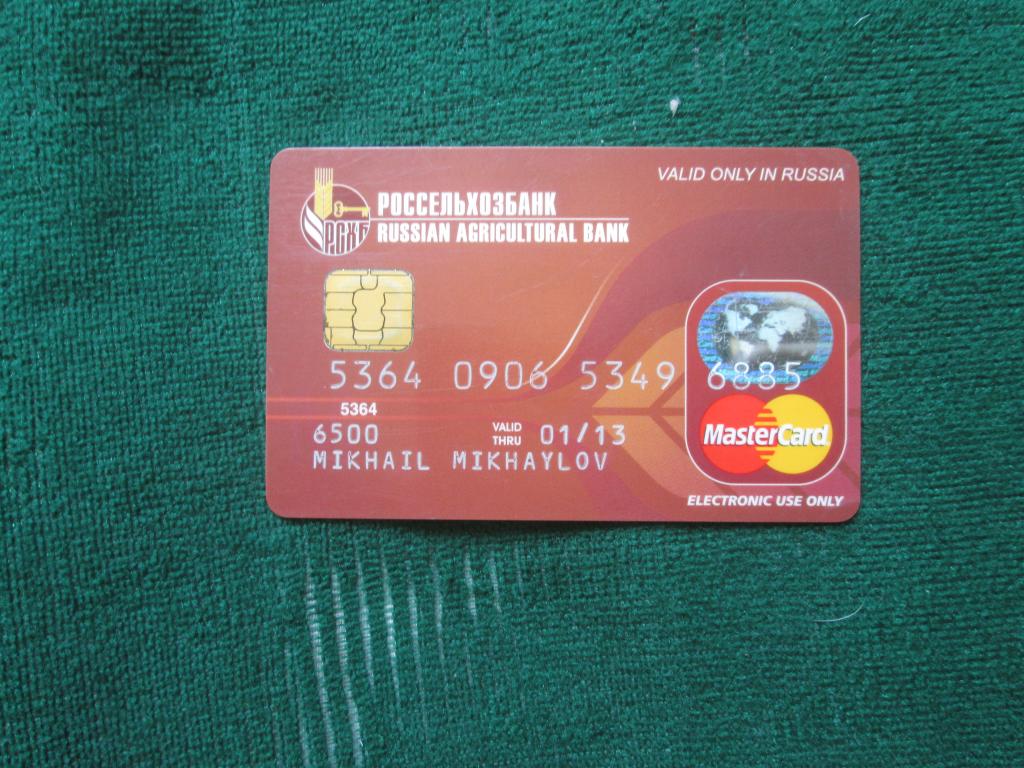 VALID ONLY IN RUSSIA
РСХБ
РОССЕЛЬХОЗБАНК
RUSSIAN AGRICULTURAL BANK
5364 0906 5349 6885
5364
6500 VALID THRU 01/13
MIKHAIL MIKHAYLOV
MasterCard
ELECTRONIC USE ONLY